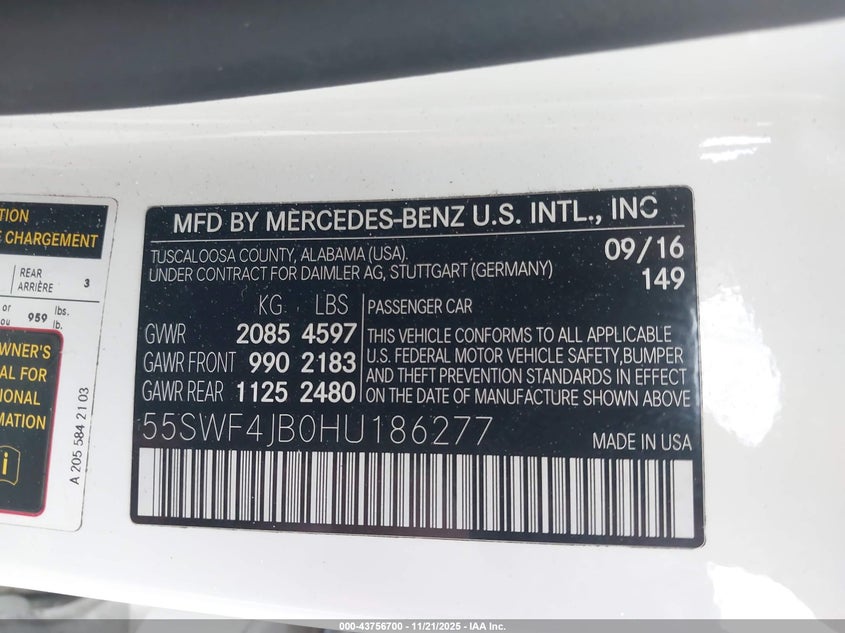 TION
E CHARGEMENT
REAR
ARRIÈRE 3
or
ou 959 lbs.
lb.
WNER'S
AL FOR
IONAL
MATION
i
A 205 584 21 03
MFD BY MERCEDES-BENZ U.S. INTL., INC
TUSCALOOSA COUNTY, ALABAMA (USA). 09/16
UNDER CONTRACT FOR DAIMLER AG, STUTTGART (GERMANY) 149
KG LBS PASSENGER CAR
GVWR 2085 4597
GAWR FRONT 990 2183
GAWR REAR 1125 2480
THIS VEHICLE CONFORMS TO ALL APPLICABLE
U.S. FEDERAL MOTOR VEHICLE SAFETY,BUMPER
AND THEFT PREVENTION STANDARDS IN EFFECT
ON THE DATE OF MANUFACTURE SHOWN ABOVE
55SWF4JB0HU186277 MADE IN USA
000-43756700 - 11/21/2025 - IAA Inc.